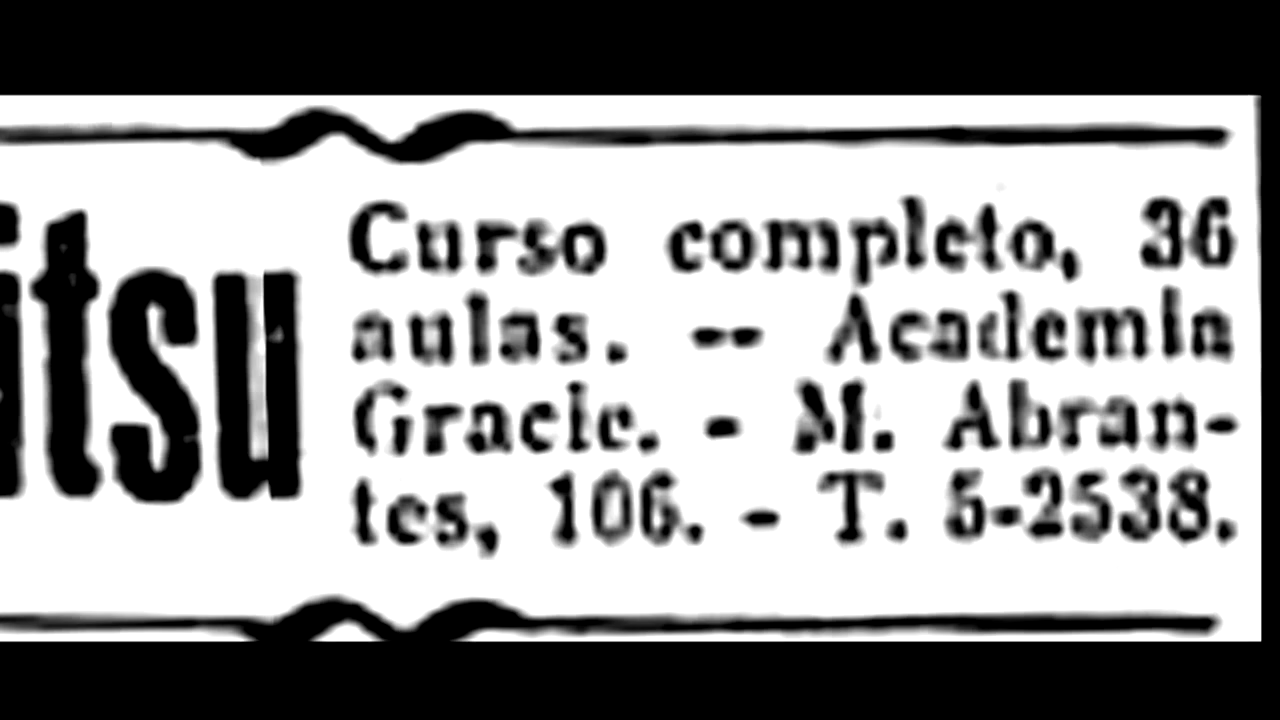 itsu
Curso completo, 36
aulas. -- Academia
Gracie. - M. Abran-
tes, 106. - T. 5-2538.